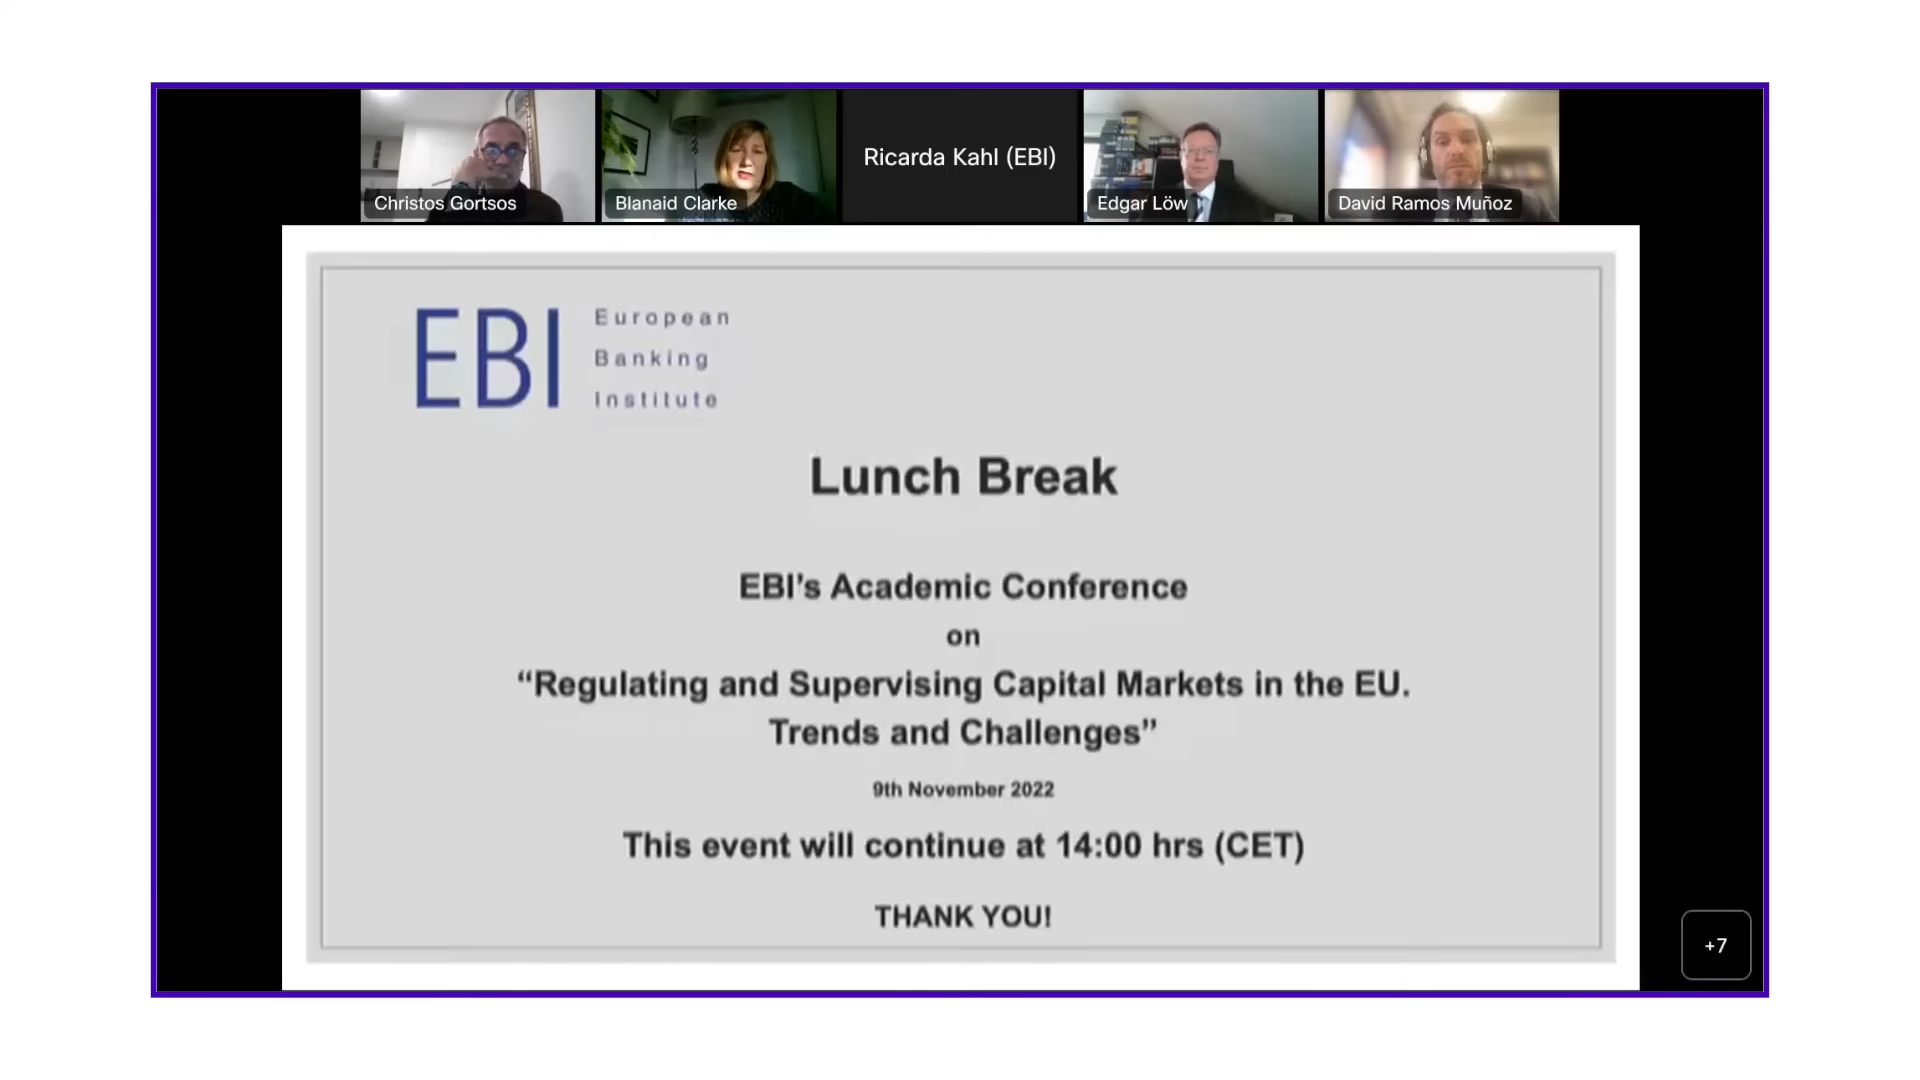 Christos Gortsos
Blanaid Clarke
Ricarda Kahl (EBI)
Edgar Löw
David Ramos Muñoz
EBI
European
Banking
Institute
Lunch Break
EBI's Academic Conference
on
“Regulating and Supervising Capital Markets in the EU.
Trends and Challenges”
9th November 2022
This event will continue at 14:00 hrs (CET)
THANK YOU!
+7